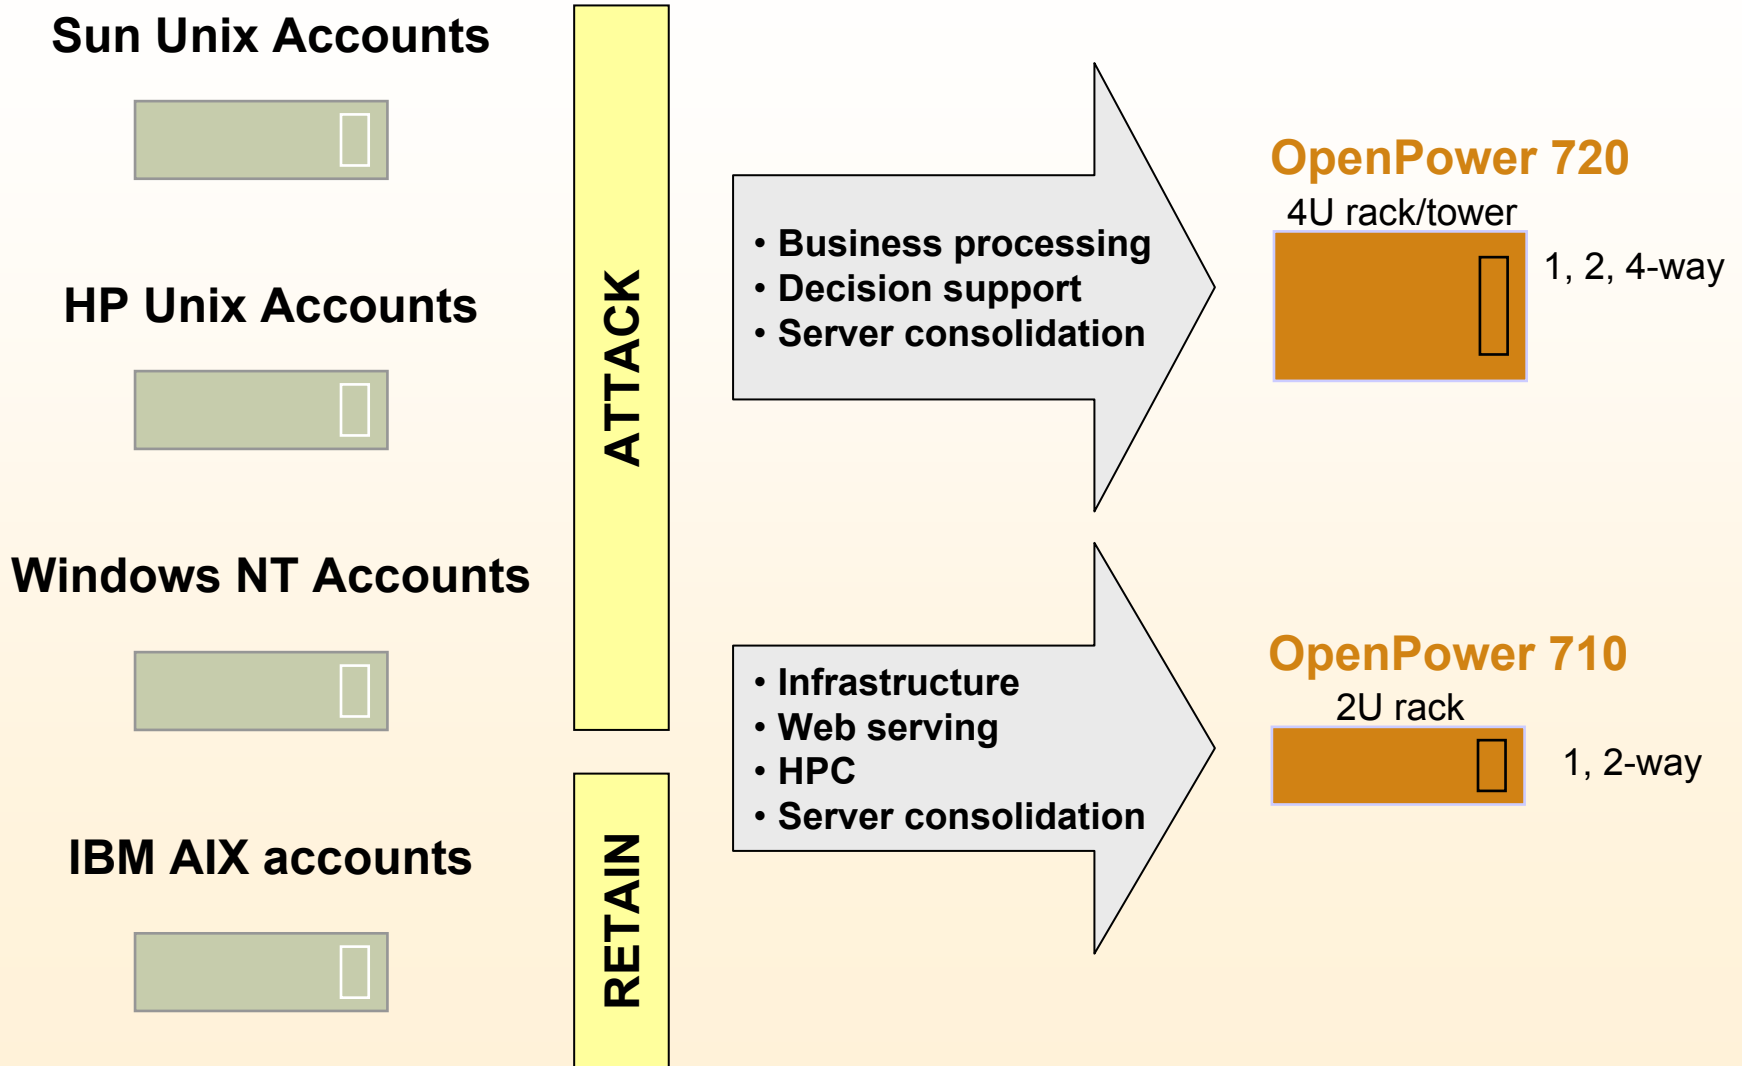 Sun Unix Accounts
HP Unix Accounts
Windows NT Accounts
IBM AIX accounts
ATTACK
RETAIN
• Business processing
• Decision support
• Server consolidation
• Infrastructure
• Web serving
• HPC
• Server consolidation
OpenPower 720
4U rack/tower
1, 2, 4-way
OpenPower 710
2U rack
1, 2-way